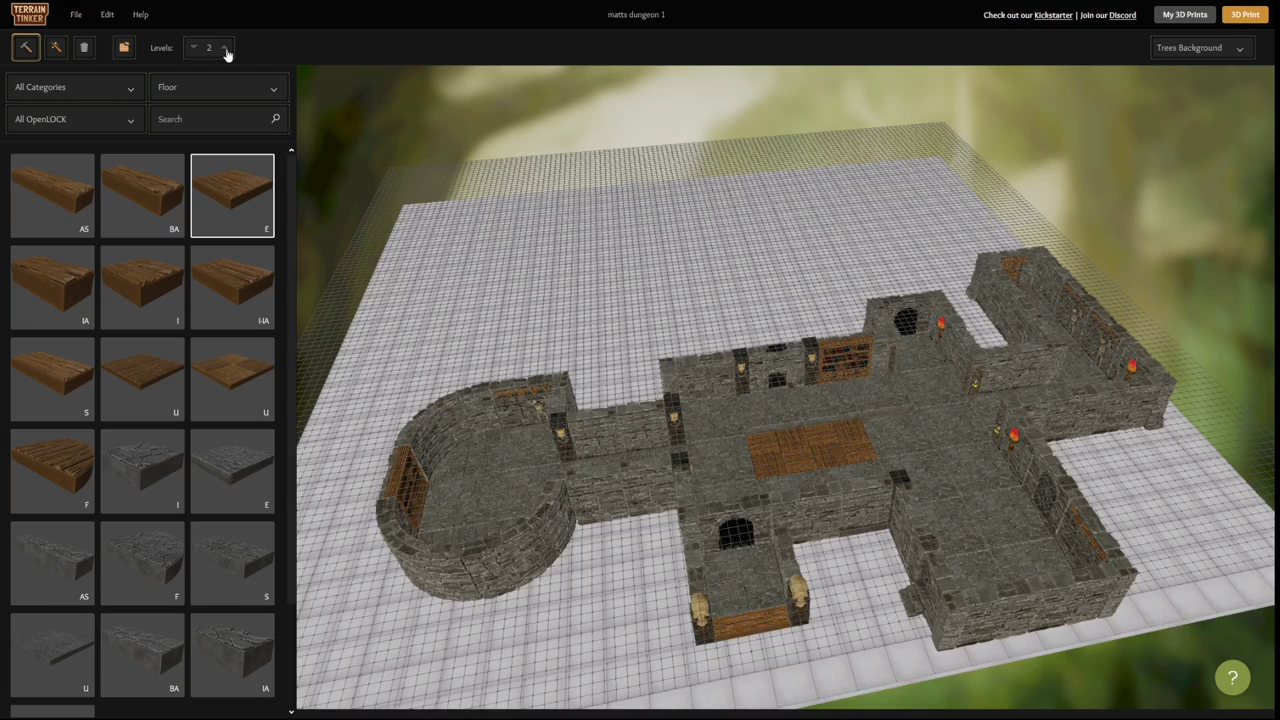 TERRAIN
TINKER
File
Edit
Help
matts dungeon 1
Check out our Kickstarter | Join our Discord
My 3D Prints
3D Print
Levels:
2
Trees Background
All Categories
Floor
All OpenLOCK
Search
AS
BA
E
IA
I
I-IA
S
U
U
F
I
E
AS
F
S
U
BA
IA
?